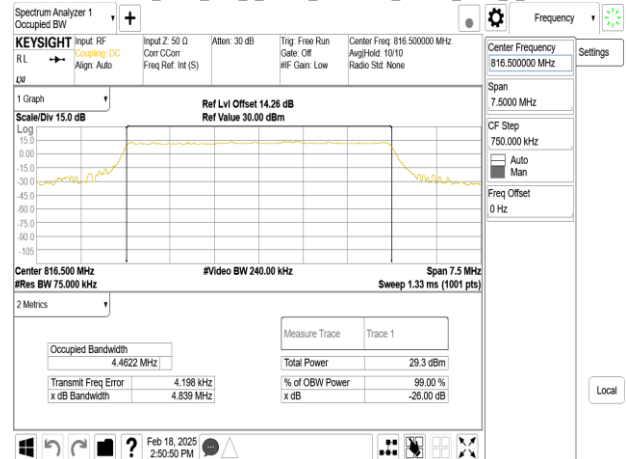 Spectrum Analyzer 1
Occupied BW
Frequency
KEYSIGHT
RL
LXI
Input: RF
Coupling: DC
Align: Auto
Input Z: 50 Ω
Corr CCorr
Freq Ref: Int (S)
Atten: 30 dB
Trig: Free Run
Gate: Off
#IF Gain: Low
Center Freq: 816.500000 MHz
Avg|Hold: 10/10
Radio Std: None
Center Frequency
816.500000 MHz
Settings
Span
7.5000 MHz
CF Step
750.000 kHz
Auto
Man
Freq Offset
0 Hz
1 Graph
Ref Lvl Offset 14.26 dB
Scale/Div 15.0 dB
Ref Value 30.00 dBm
Log
15.0
0.00
-15.0
-30.0
-45.0
-60.0
-75.0
-90.0
-105
Center 816.500 MHz
#Video BW 240.00 kHz
Span 7.5 MHz
#Res BW 75.000 kHz
Sweep 1.33 ms (1001 pts)
2 Metrics
Measure Trace
Trace 1
Occupied Bandwidth
4.4622 MHz
Total Power
29.3 dBm
Transmit Freq Error
4.198 kHz
% of OBW Power
99.00 %
x dB Bandwidth
4.839 MHz
x dB
-26.00 dB
Local
?
Feb 18, 2025
2:50:50 PM